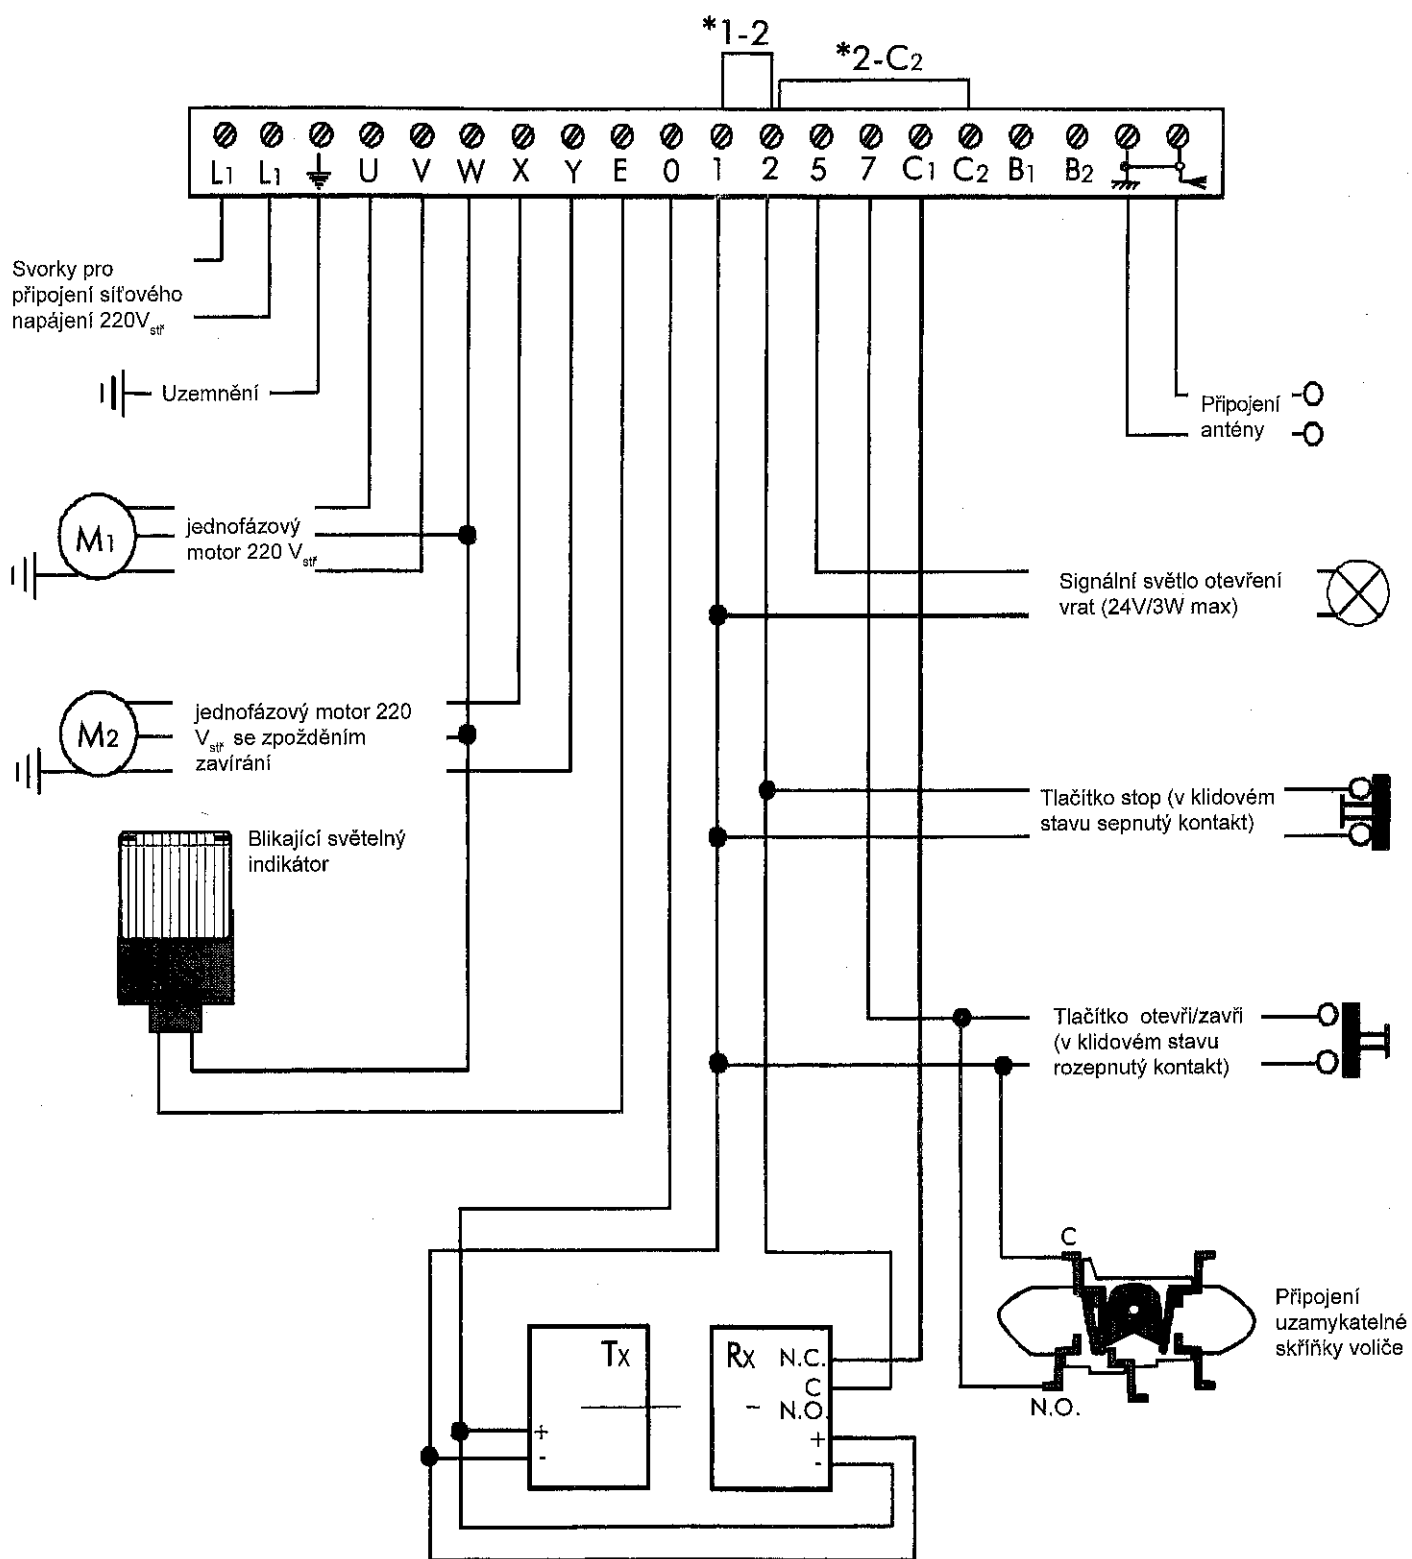 *1-2
*2-C2
L1 L1 U V W X Y E 0 1 2 5 7 C1 C2 B1 B2
Svorky pro
připojení síťového
napájení 220Vstř
Uzemnění
Připojení
antény
M1
jednofázový
motor 220 Vstř
Signální světlo otevření
vrat (24V/3W max)
M2
jednofázový motor 220
Vstř se zpožděním
zavírání
Tlačítko stop (v klidovém
stavu sepnutý kontakt)
Blikající světelný
indikátor
Tlačítko otevři/zavři
(v klidovém stavu
rozepnutý kontakt)
C
Připojení
uzamykatelné
skříňky voliče
N.O.
Tx
+
-
Rx
N.C.
C
N.O.
+
-